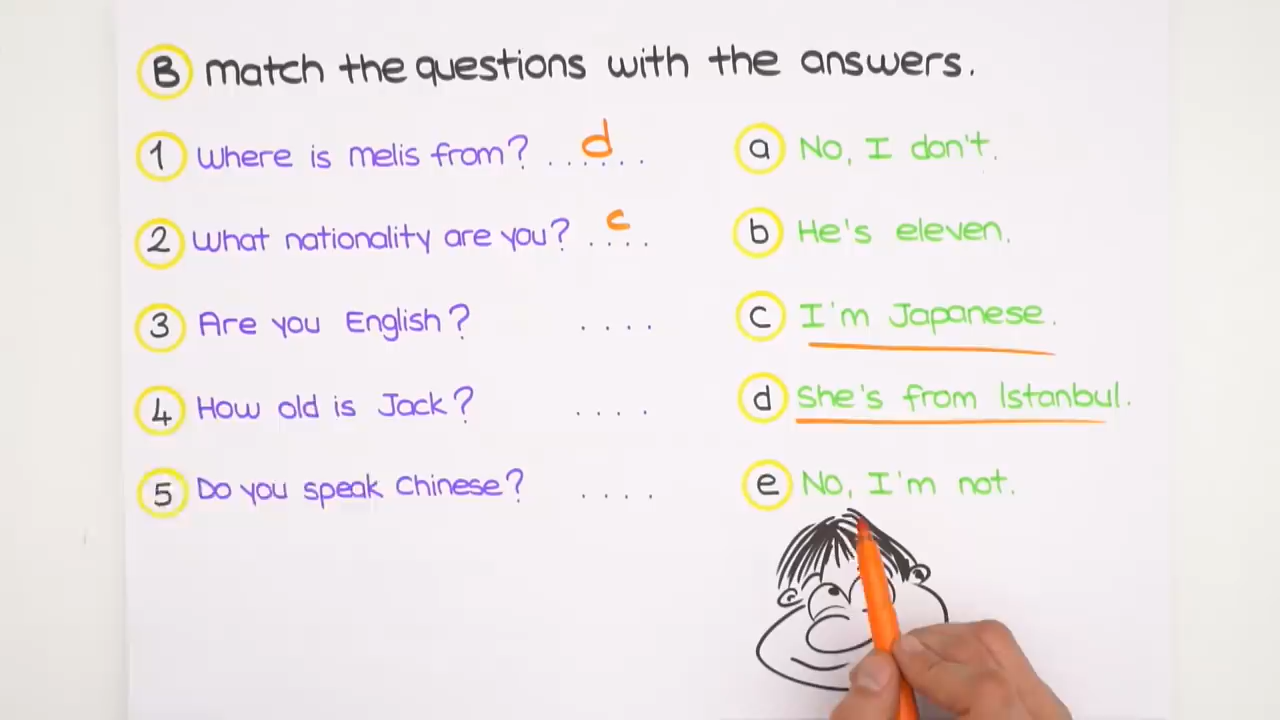 B Match the questions with the answers.
1 Where is Melis from? ...d...
a No, I don't.
2 What nationality are you? .c...
b He's eleven.
3 Are you English? ....
c I'm Japanese.
4 How old is Jack? ....
d She's from Istanbul.
5 Do you speak Chinese? ....
e No, I'm not.